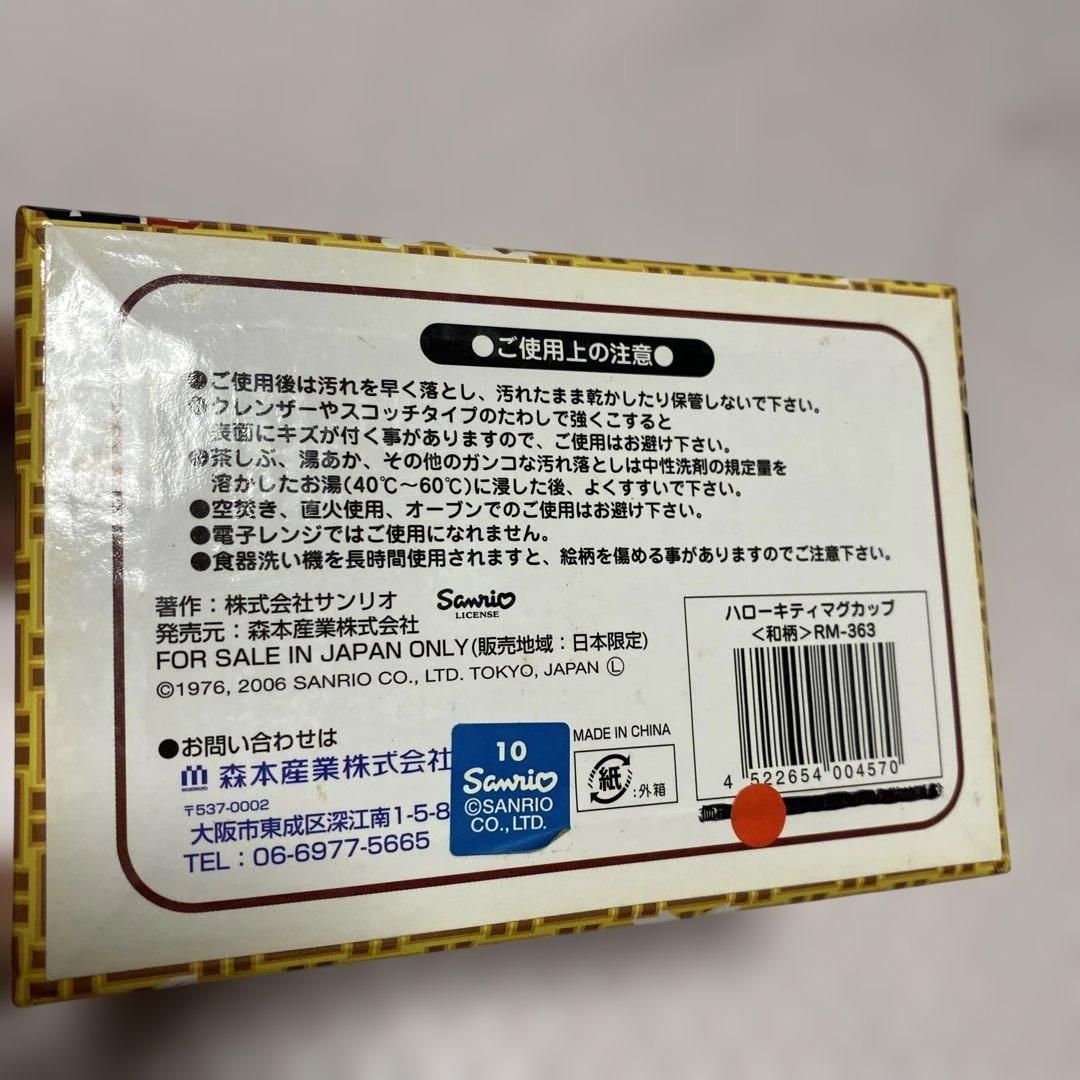 ●ご使用上の注意●
●ご使用後は汚れを早く落とし、汚れたまま乾かしたり保管しないで下さい。
●クレンザーやスコッチタイプのたわしで強くこすると
表面にキズが付く事がありますので、ご使用はお避け下さい。
●茶しぶ、湯あか、その他のガンコな汚れ落としは中性洗剤の規定量を
溶かしたお湯(40℃～60℃)に浸した後、よくすすいで下さい。
●空焚き、直火使用、オーブンでのご使用はお避け下さい。
●電子レンジではご使用になれません。
●食器洗い機を長時間使用されますと、絵柄を傷める事がありますのでご注意下さい。
著作：株式会社サンリオ
Sanrio
LICENSE
発売元：森本産業株式会社
FOR SALE IN JAPAN ONLY(販売地域：日本限定)
©1976, 2006 SANRIO CO., LTD. TOKYO, JAPAN Ⓛ
ハローキティマグカップ
＜和柄＞RM-363
4 522654 004570
●お問い合わせは
森本産業株式会社
〒537-0002
大阪市東成区深江南1-5-8
TEL：06-6977-5665
10
Sanrio
©SANRIO
CO., LTD.
MADE IN CHINA
紙
：外箱